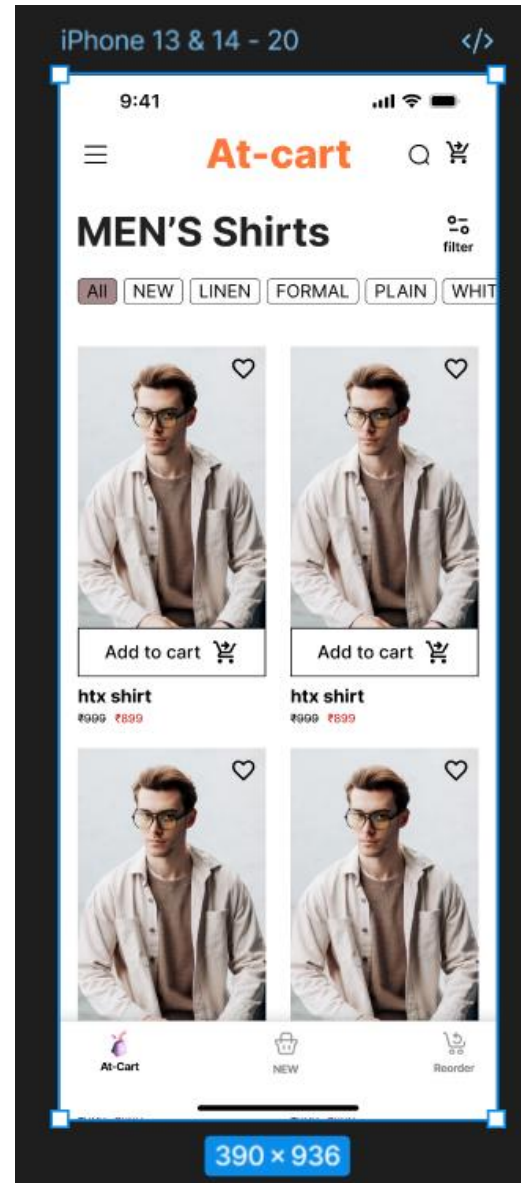 iPhone 13 & 14 - 20 </>
9:41
At-cart
MEN'S Shirts
filter
All NEW LINEN FORMAL PLAIN WHIT
Add to cart Add to cart
htx shirt htx shirt
₹999 ₹899 ₹999 ₹899
At-Cart NEW Reorder
390 × 936